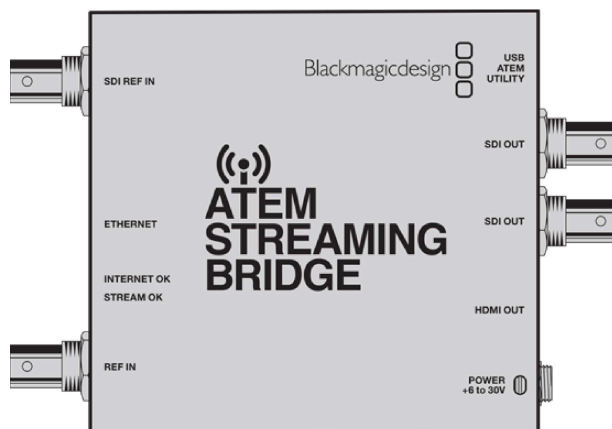 SDI REF IN
Blackmagicdesign
USB
ATEM
UTILITY
SDI OUT
SDI OUT
ETHERNET
ATEM
STREAMING
BRIDGE
INTERNET OK
STREAM OK
HDMI OUT
REF IN
POWER
+6 to 30V